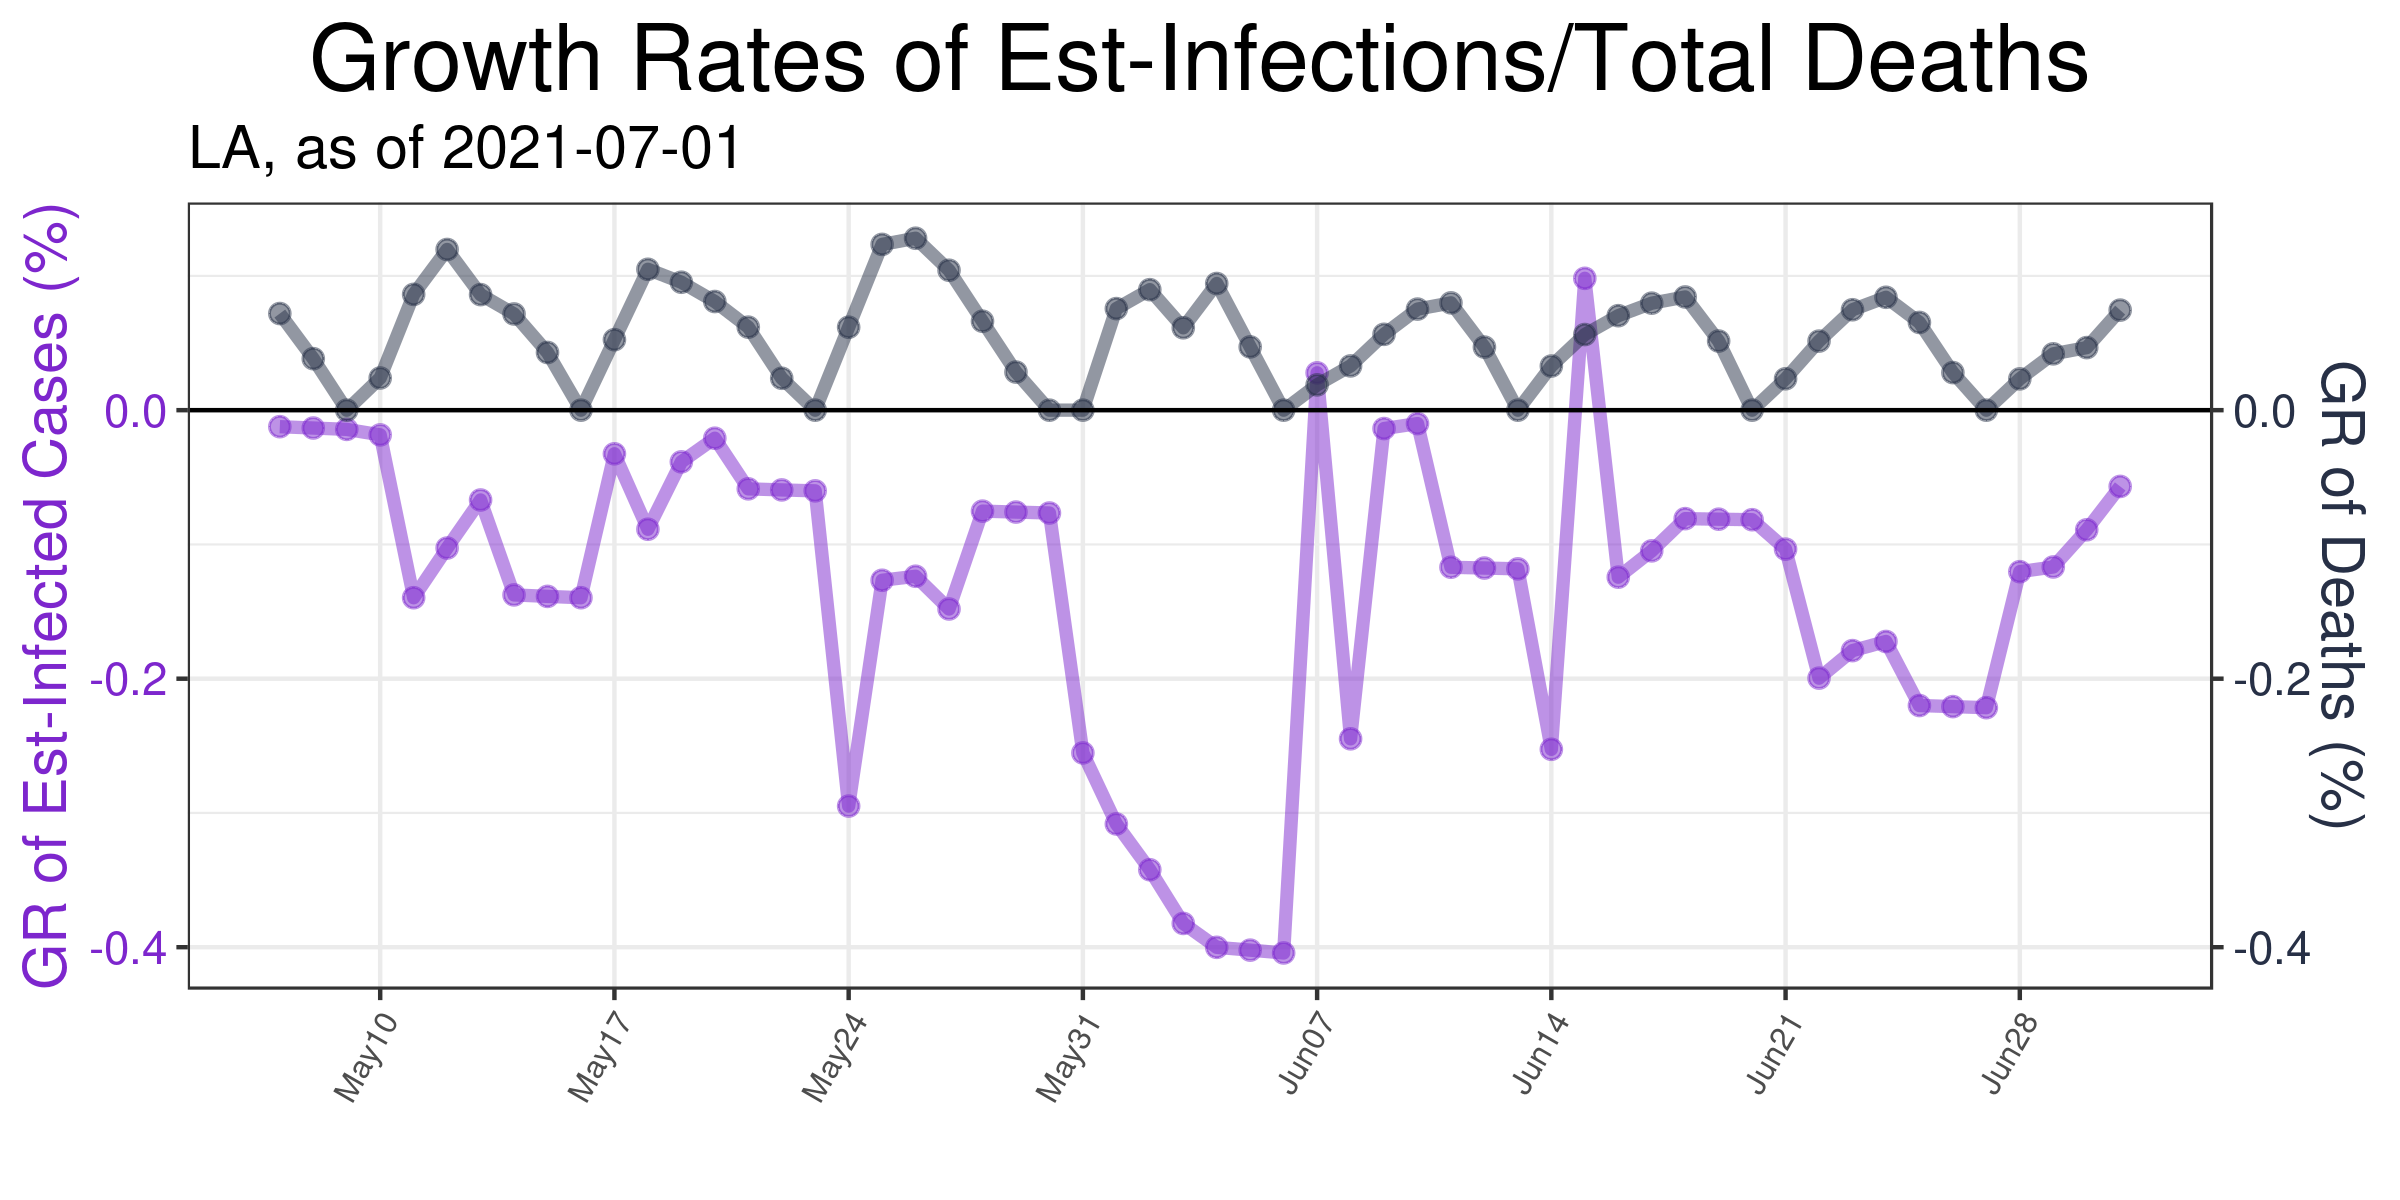 Growth Rates of Est-Infections/Total Deaths
LA, as of 2021-07-01
GR of Est-Infected Cases (%)
0.0
-0.2
-0.4
0.0
-0.2
-0.4
GR of Deaths (%)
May10
May17
May24
May31
Jun07
Jun14
Jun21
Jun28